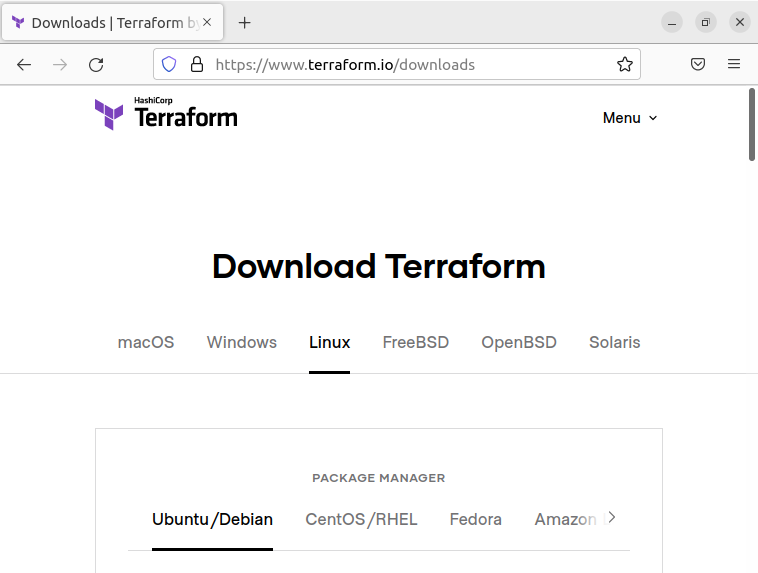 Downloads | Terraform by
https://www.terraform.io/downloads
HashiCorp
Terraform
Menu
Download Terraform
macOS Windows Linux FreeBSD OpenBSD Solaris
PACKAGE MANAGER
Ubuntu/Debian CentOS/RHEL Fedora Amazon